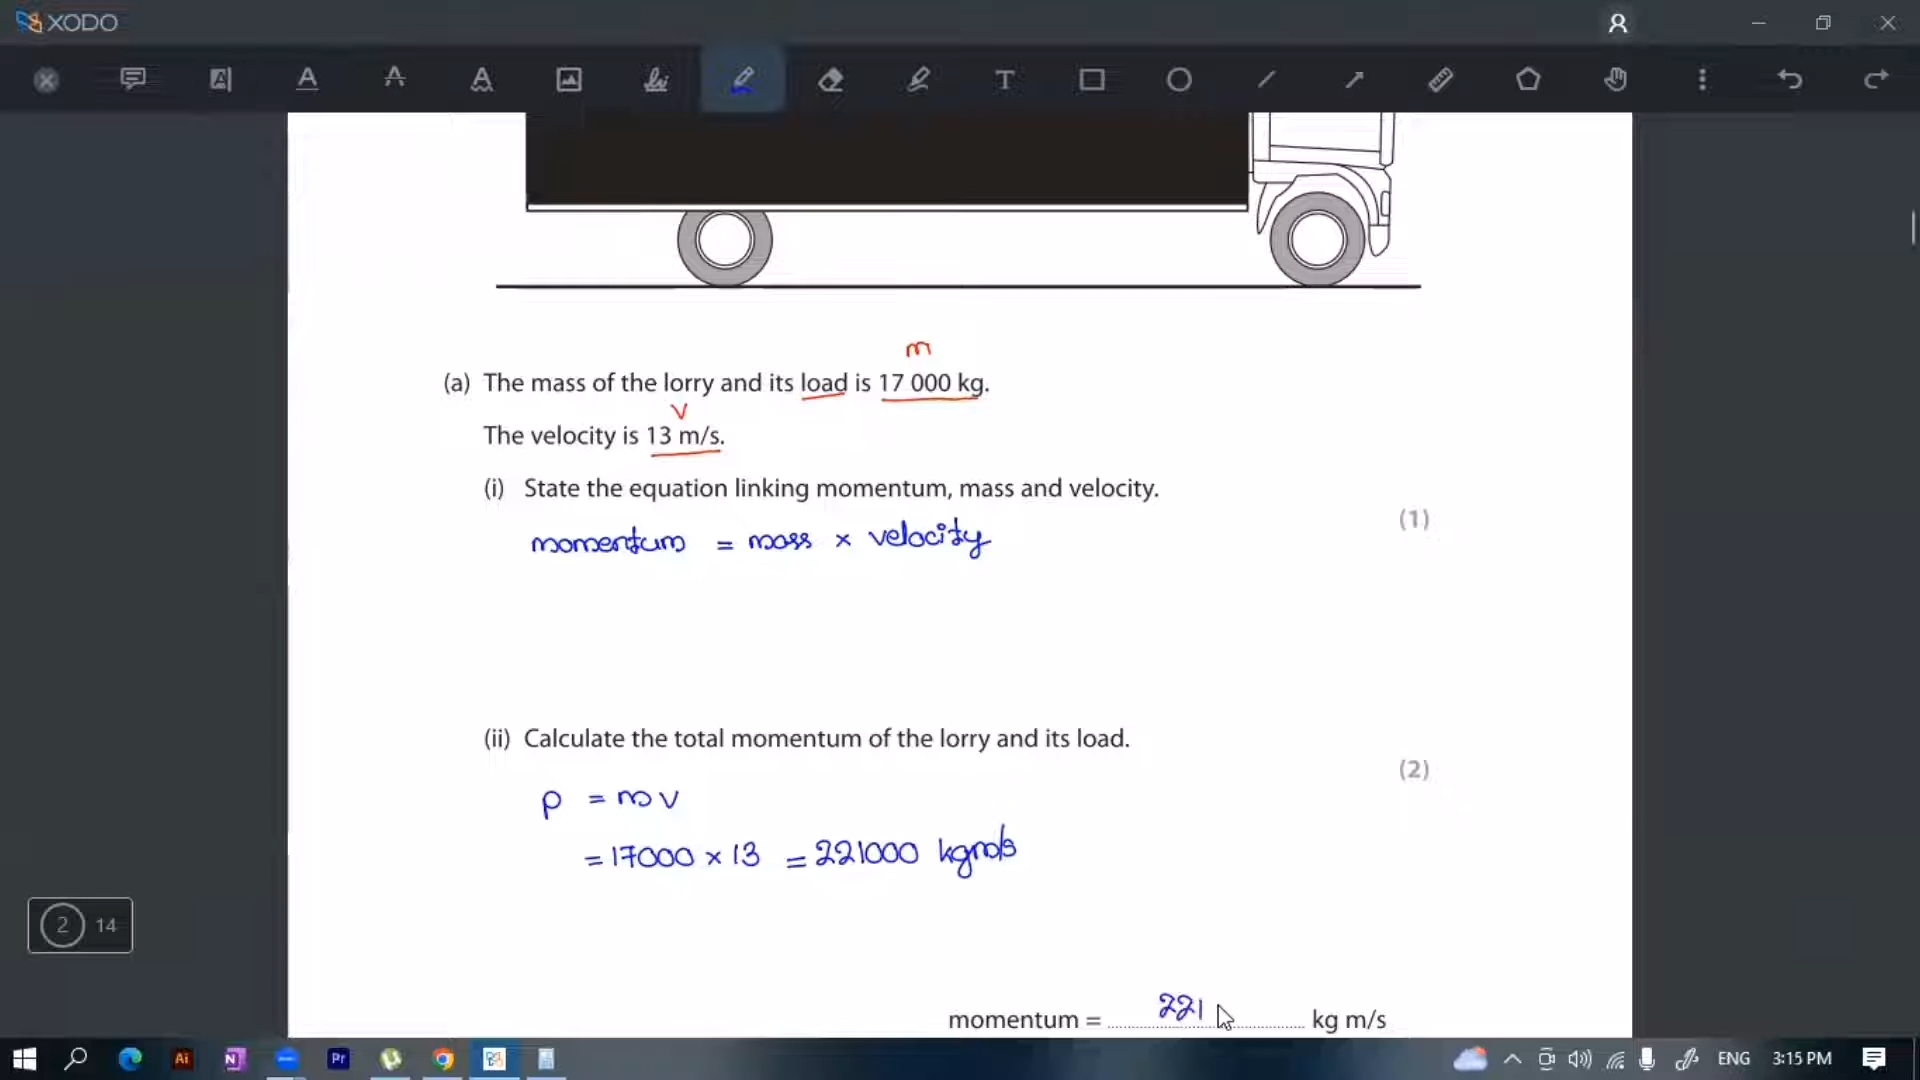 XODO
m
(a) The mass of the lorry and its load is 17 000 kg.
v
The velocity is 13 m/s.
(i) State the equation linking momentum, mass and velocity.
(1)
momentum = mass × velocity
(ii) Calculate the total momentum of the lorry and its load.
(2)
p = mv
= 17000 × 13 = 221000 kgm/s
2 14
221
momentum = kg m/s
Ai N Pr ENG 3:15 PM